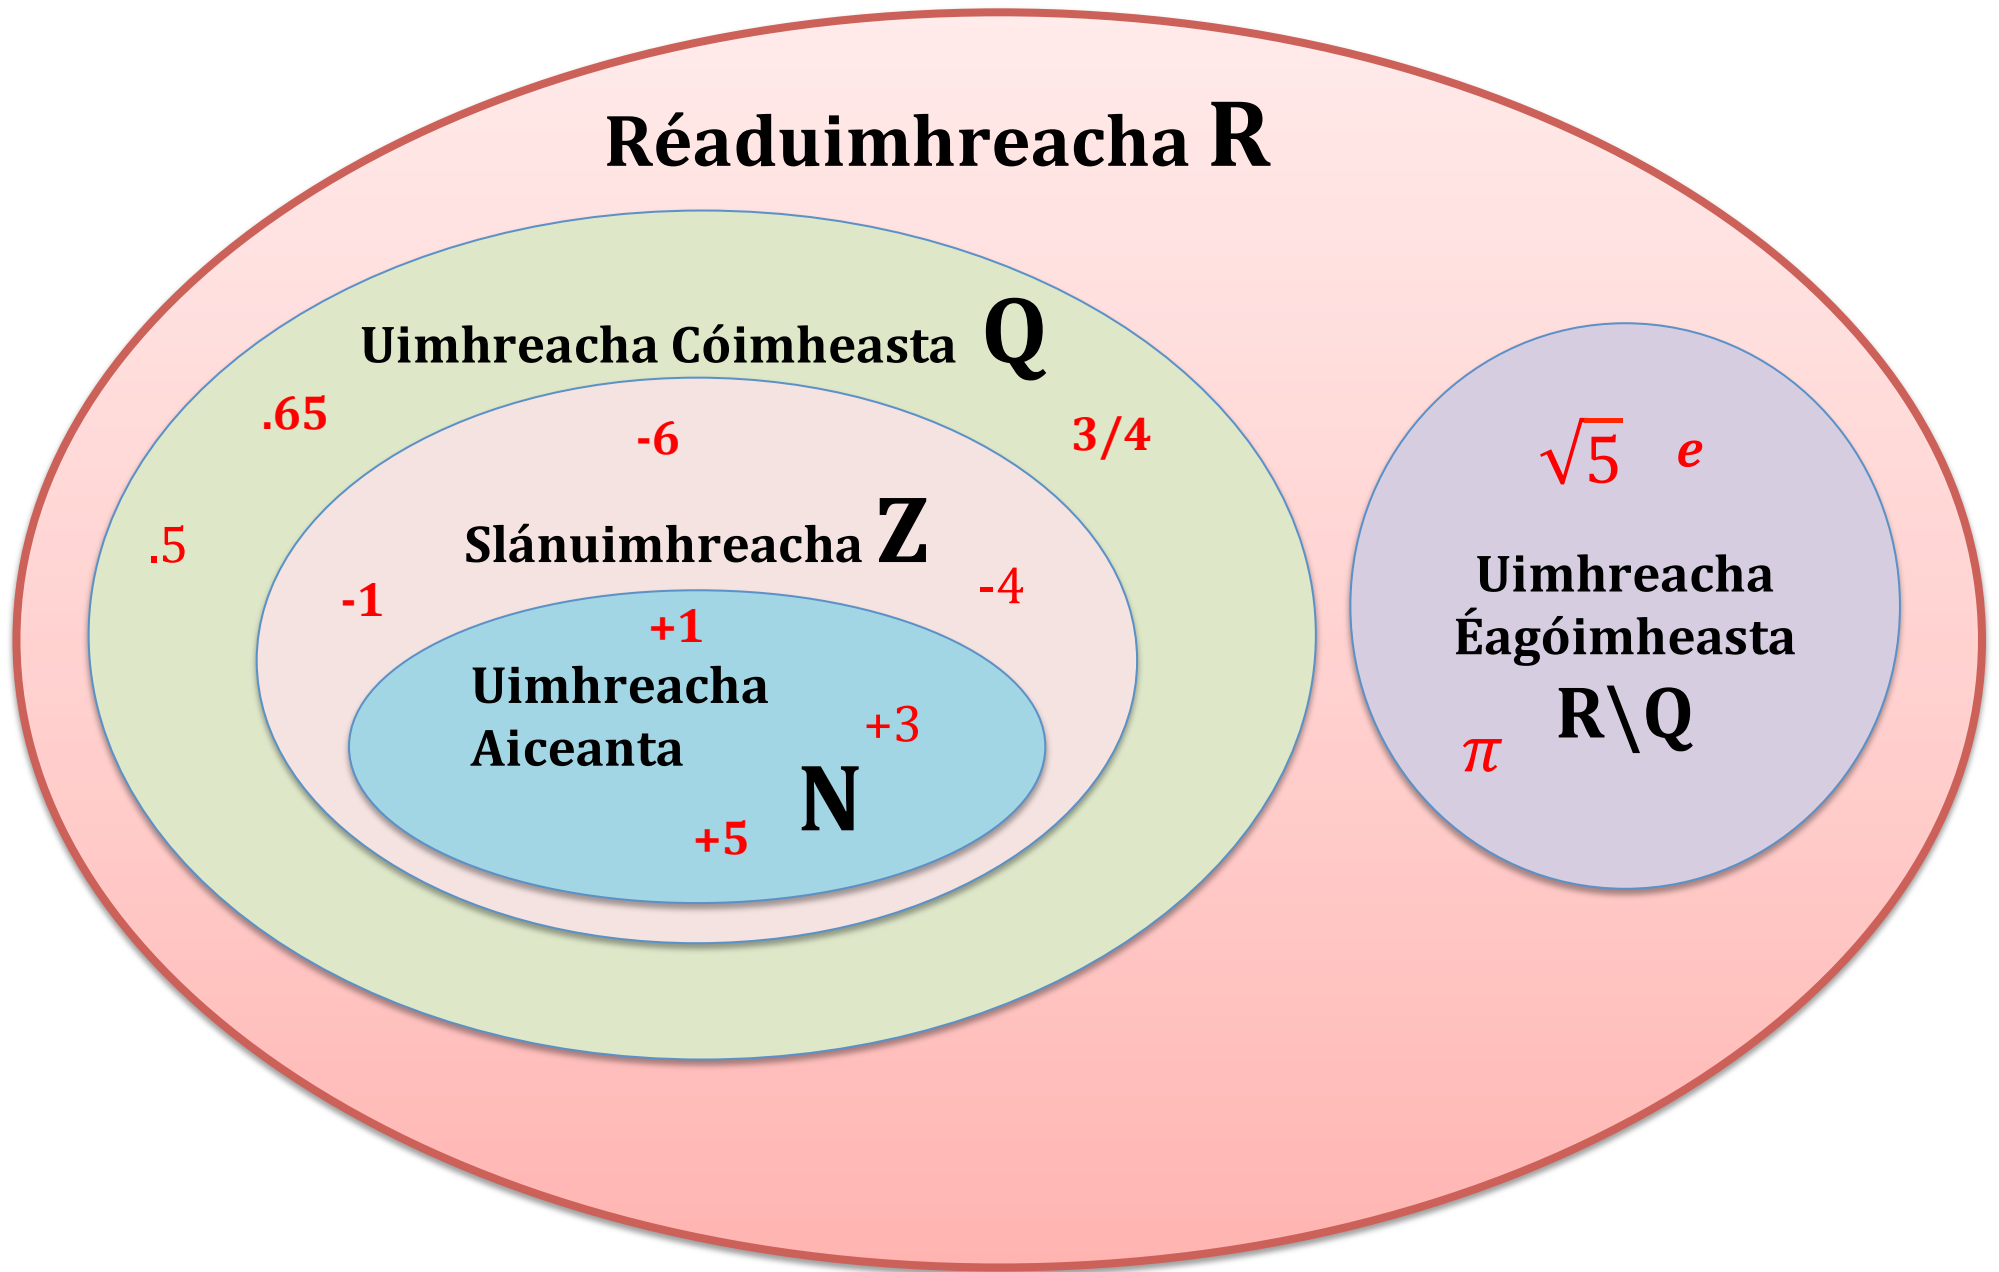 Réaduimhreacha R
Uimhreacha Cóimheasta Q
.65
-6
3/4
.5
Slánuimhreacha Z
-1
-4
+1
Uimhreacha
Aiceanta
+3
N
+5
√5 e
Uimhreacha
Éagóimheasta
R\Q
π